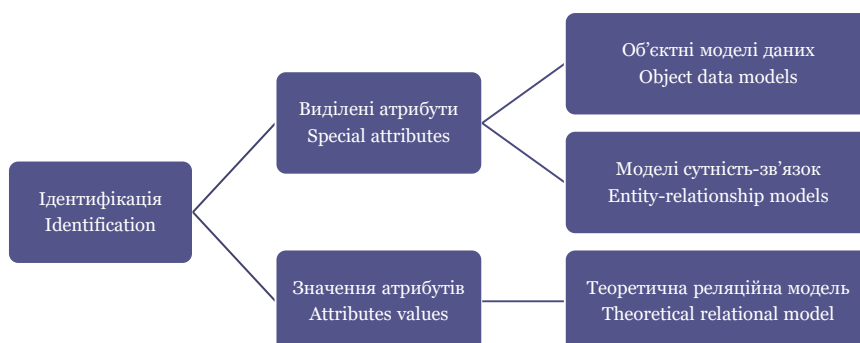 Об’єктні моделі даних
Object data models
Виділені атрибути
Special attributes
Моделі сутність-зв’язок
Entity-relationship models
Ідентифікація
Identification
Значення атрибутів
Attributes values
Теоретична реляційна модель
Theoretical relational model